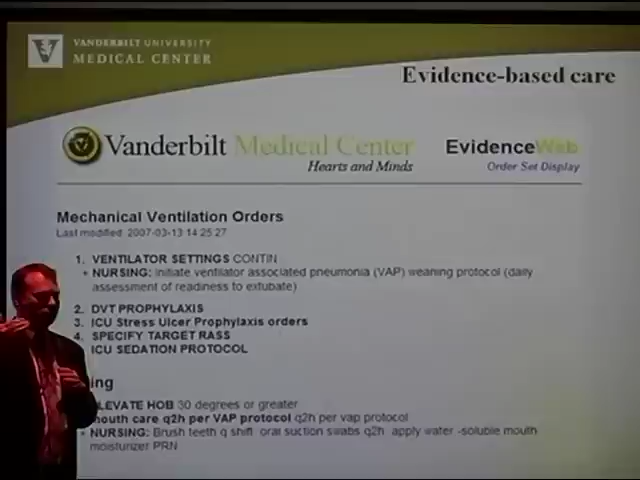 VANDERBILT UNIVERSITY
MEDICAL CENTER
Evidence-based care
Vanderbilt Medical Center
Hearts and Minds
EvidenceWeb
Order Set Display
Mechanical Ventilation Orders
Last modified: 2007-03-13 14:25:27
1. VENTILATOR SETTINGS CONTIN
• NURSING: Initiate ventilator associated pneumonia (VAP) weaning protocol (daily
assessment of readiness to extubate)
2. DVT PROPHYLAXIS
3. ICU Stress Ulcer Prophylaxis orders
4. SPECIFY TARGET RASS
ICU SEDATION PROTOCOL
ing
LEVATE HOB 30 degrees or greater
mouth care q2h per VAP protocol q2h per vap protocol
• NURSING: Brush teeth q shift oral suction swabs q2h apply water -soluble mouth
moisturizer PRN